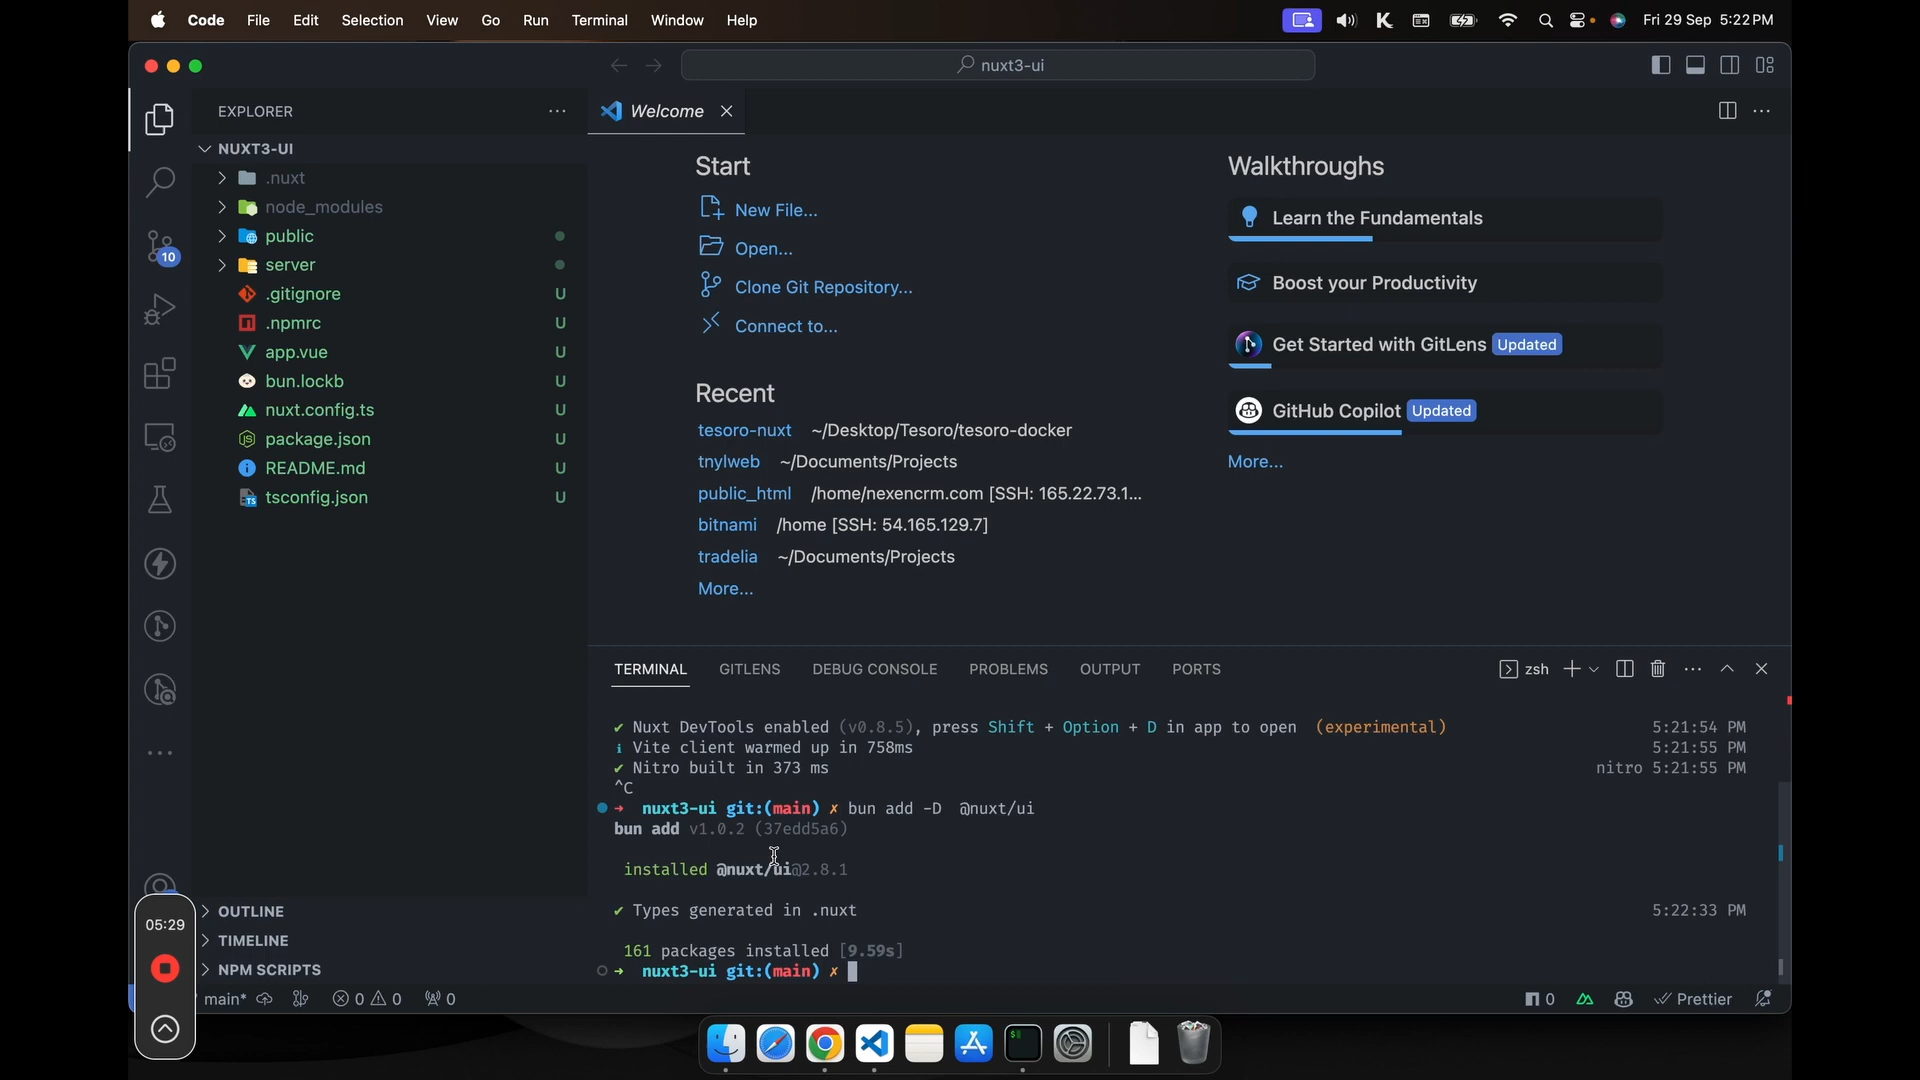 Code File Edit Selection View Go Run Terminal Window Help
Fri 29 Sep 5:22 PM
nuxt3-ui
EXPLORER
Welcome
NUXT3-UI
.nuxt
node_modules
public
server
.gitignore U
.npmrc U
app.vue U
bun.lockb U
nuxt.config.ts U
package.json U
README.md U
tsconfig.json U
10
OUTLINE
TIMELINE
NPM SCRIPTS
05:29
Start
New File...
Open...
Clone Git Repository...
Connect to...
Recent
tesoro-nuxt ~/Desktop/Tesoro/tesoro-docker
tnylweb ~/Documents/Projects
public_html /home/nexencrm.com [SSH: 165.22.73.1...
bitnami /home [SSH: 54.165.129.7]
tradelia ~/Documents/Projects
More...
Walkthroughs
Learn the Fundamentals
Boost your Productivity
Get Started with GitLens Updated
GitHub Copilot Updated
More...
TERMINAL GITLENS DEBUG CONSOLE PROBLEMS OUTPUT PORTS
zsh
✔ Nuxt DevTools enabled (v0.8.5), press Shift + Option + D in app to open (experimental) 5:21:54 PM
ℹ Vite client warmed up in 758ms 5:21:55 PM
✔ Nitro built in 373 ms nitro 5:21:55 PM
^C
➜ nuxt3-ui git:(main) ✗ bun add -D @nuxt/ui
bun add v1.0.2 (37edd5a6)
installed @nuxt/ui@2.8.1
✔ Types generated in .nuxt 5:22:33 PM
161 packages installed [9.59s]
➜ nuxt3-ui git:(main) ✗
main* 0 0 0
0 Prettier